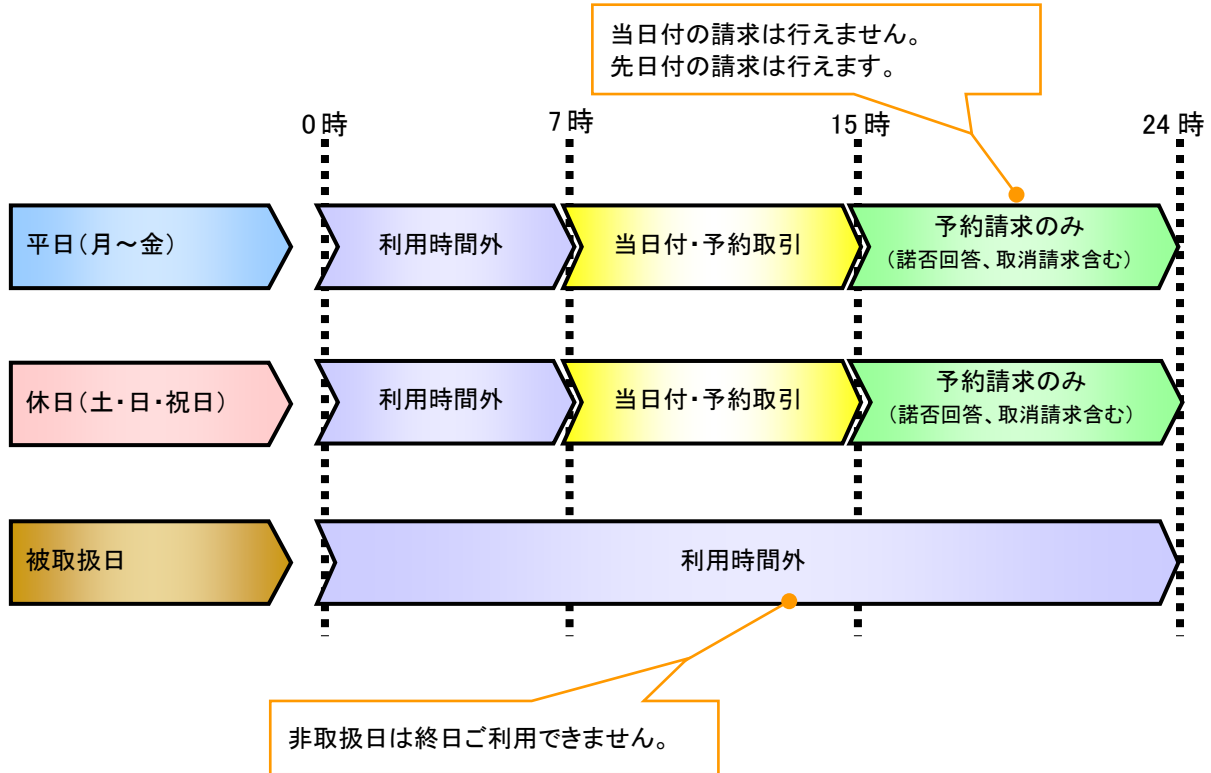 当日付の請求は行えません。
先日付の請求は行えます。
0時
7時
15時
24時
平日(月~金)
利用時間外
当日付・予約取引
予約請求のみ
(諾否回答、取消請求含む)
休日(土・日・祝日)
利用時間外
当日付・予約取引
予約請求のみ
(諾否回答、取消請求含む)
被取扱日
利用時間外
非取扱日は終日ご利用できません。